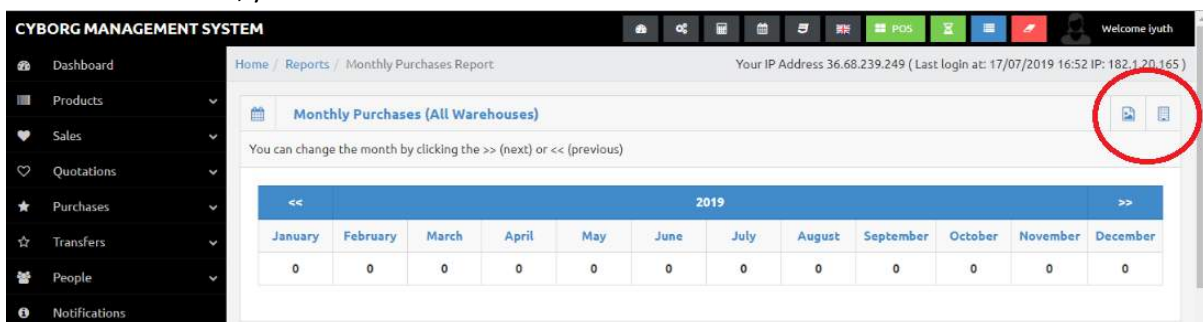 CYBORG MANAGEMENT SYSTEM
POS
Welcome iyuth
Dashboard
Products
Sales
Quotations
Purchases
Transfers
People
Notifications
Home / Reports / Monthly Purchases Report
Your IP Address 36.68.239.249 ( Last login at: 17/07/2019 16:52 IP: 182.1.20.165 )
Monthly Purchases (All Warehouses)
You can change the month by clicking the >> (next) or << (previous)
<< 2019 >>
January February March April May June July August September October November December
0 0 0 0 0 0 0 0 0 0 0 0